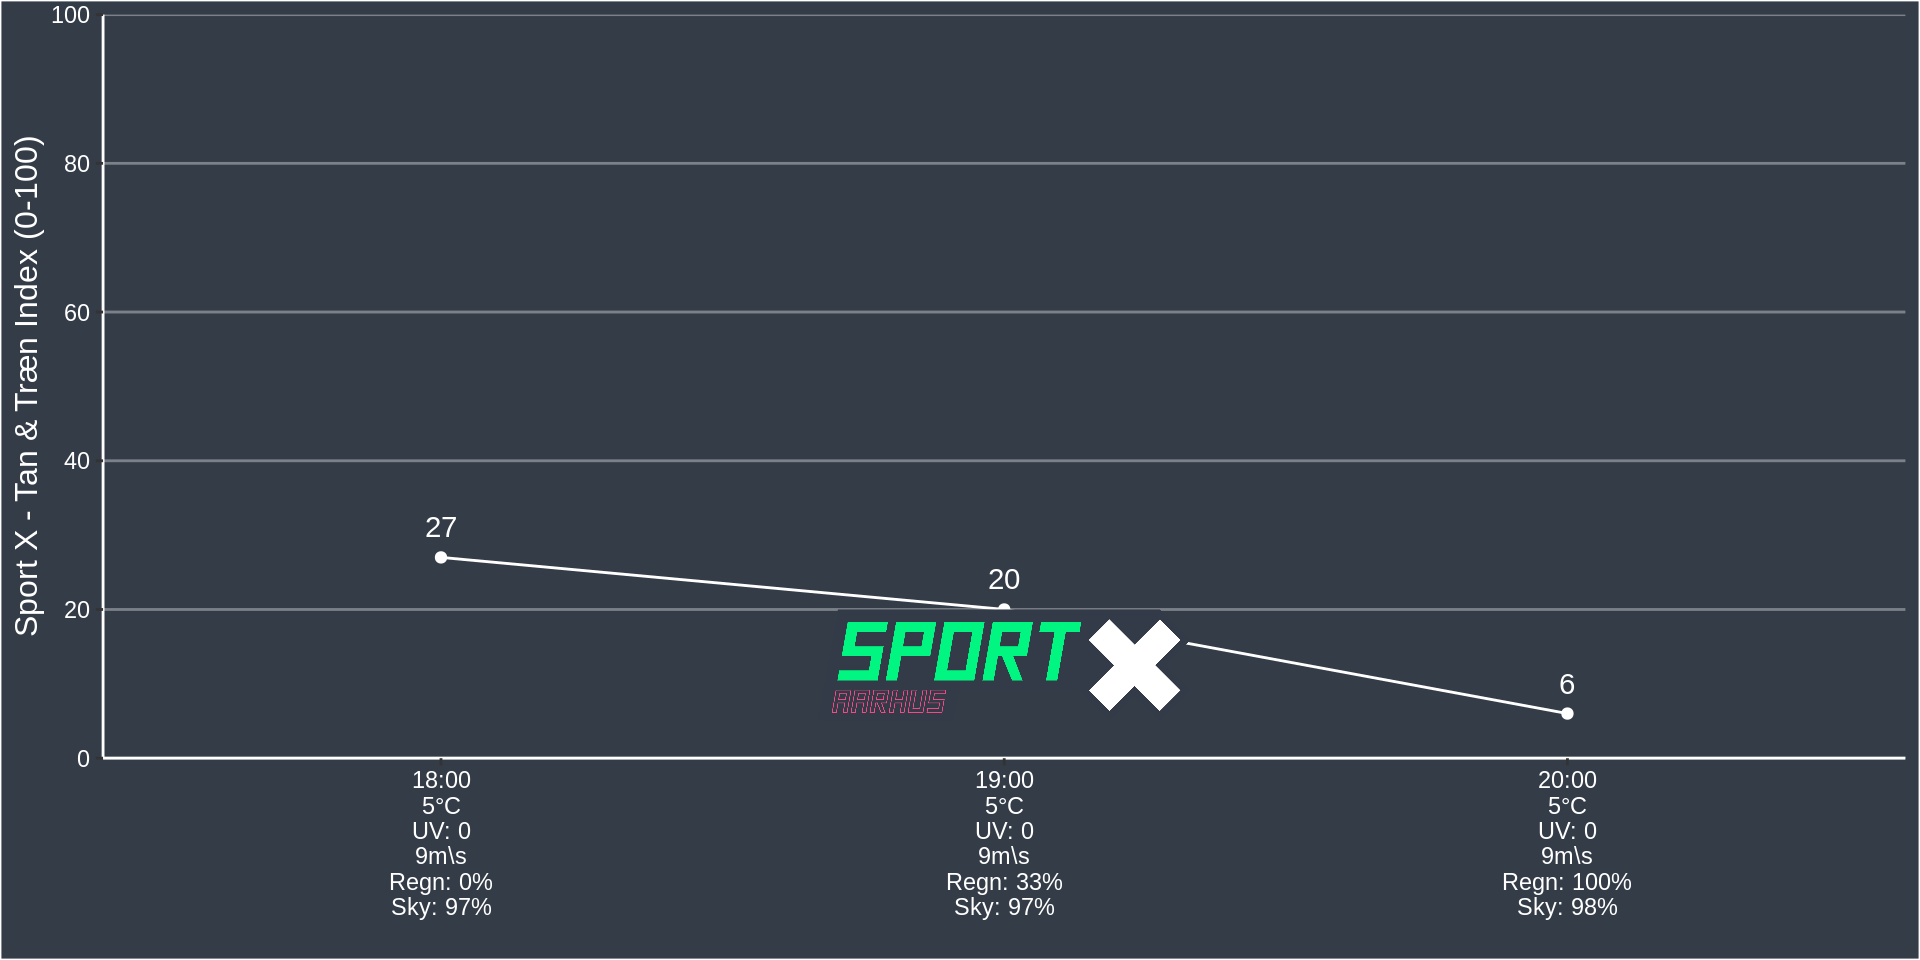 Sport X - Tan & Træn Index (0-100)
100
80
60
40
20
0
27
20
6
SPORT X
AARHUS
18:00
5°C
UV: 0
9m\s
Regn: 0%
Sky: 97%
19:00
5°C
UV: 0
9m\s
Regn: 33%
Sky: 97%
20:00
5°C
UV: 0
9m\s
Regn: 100%
Sky: 98%